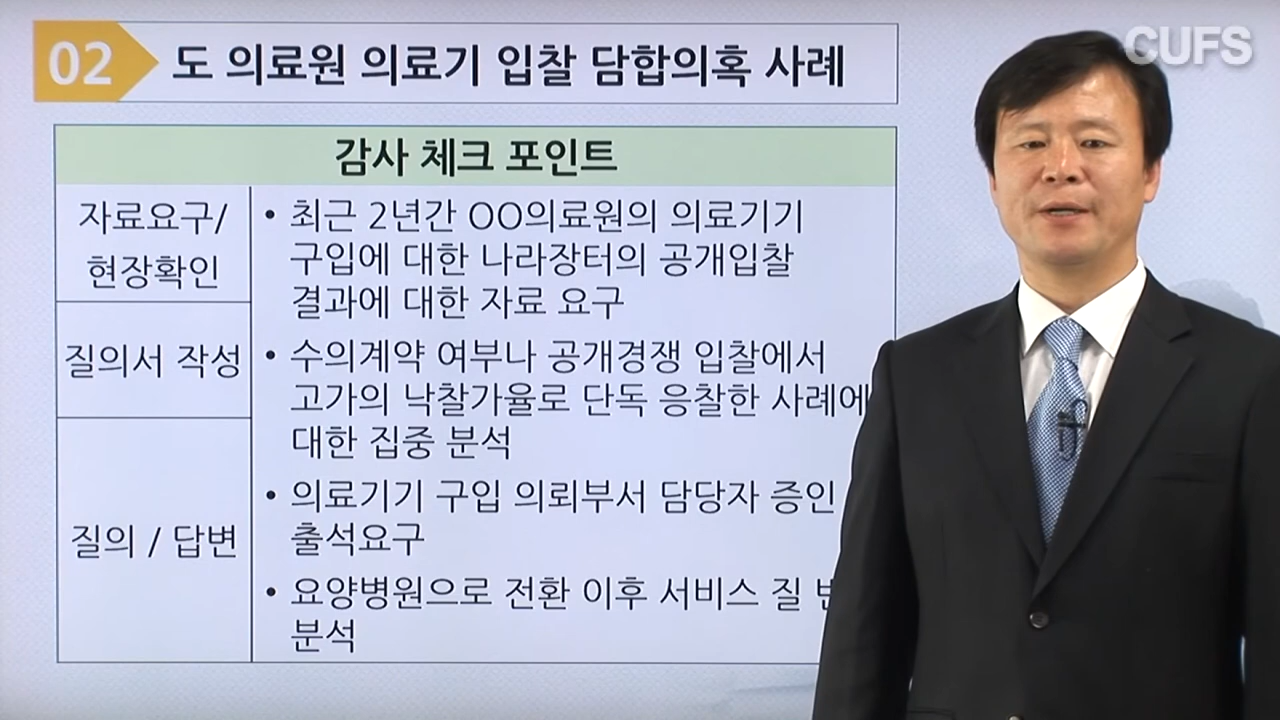 CUFS
02 도 의료원 의료기 입찰 담합의혹 사례
감사 체크 포인트
자료요구/
현장확인
• 최근 2년간 OO의료원의 의료기기
구입에 대한 나라장터의 공개입찰
결과에 대한 자료 요구
질의서 작성
• 수의계약 여부나 공개경쟁 입찰에서
고가의 낙찰가율로 단독 응찰한 사례에
대한 집중 분석
질의 / 답변
• 의료기기 구입 의뢰부서 담당자 증인
출석요구
• 요양병원으로 전환 이후 서비스 질
분석